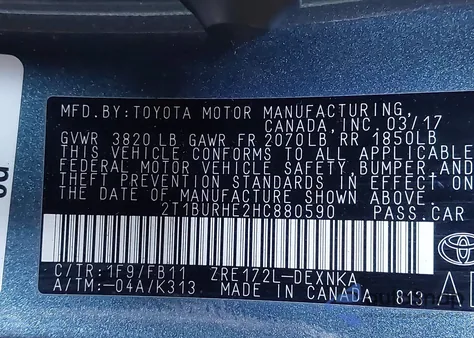 MFD.BY:TOYOTA MOTOR MANUFACTURING,
CANADA,INC.03/17
GVWR 3820LB GAWR FR 2070LB RR 1850LB
THIS VEHICLE CONFORMS TO ALL APPLICABLE
FEDERAL MOTOR VEHICLE SAFETY,BUMPER,AND
THEFT PREVENTION STANDARDS IN EFFECT ON
THE DATE OF MANUFACTURE SHOWN ABOVE.
2T1BURHE2HC880590 PASS.CAR
C/TR:1F9/FB11 ZRE172L-DEXNKA
A/TM:-04A/K313 MADE IN CANADA 813